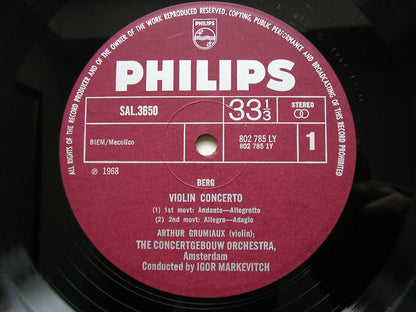 ALL RIGHTS OF THE RECORD PRODUCER AND OF THE OWNER OF THE WORK REPRODUCED RESERVED. COPYING, PUBLIC PERFORMANCE AND BROADCASTING OF THIS RECORD PROHIBITED
PHILIPS
PHILIPS
SAL.3650
33 1/3
STEREO
BIEM/Mecolico
802 785 LY
802 785 1Y
1
℗ 1968
BERG
VIOLIN CONCERTO
(1) 1st movt: Andante—Allegretto
(2) 2nd movt: Allegro—Adagio
ARTHUR GRUMIAUX (violin);
THE CONCERTGEBOUW ORCHESTRA,
Amsterdam
Conducted by IGOR MARKEVITCH